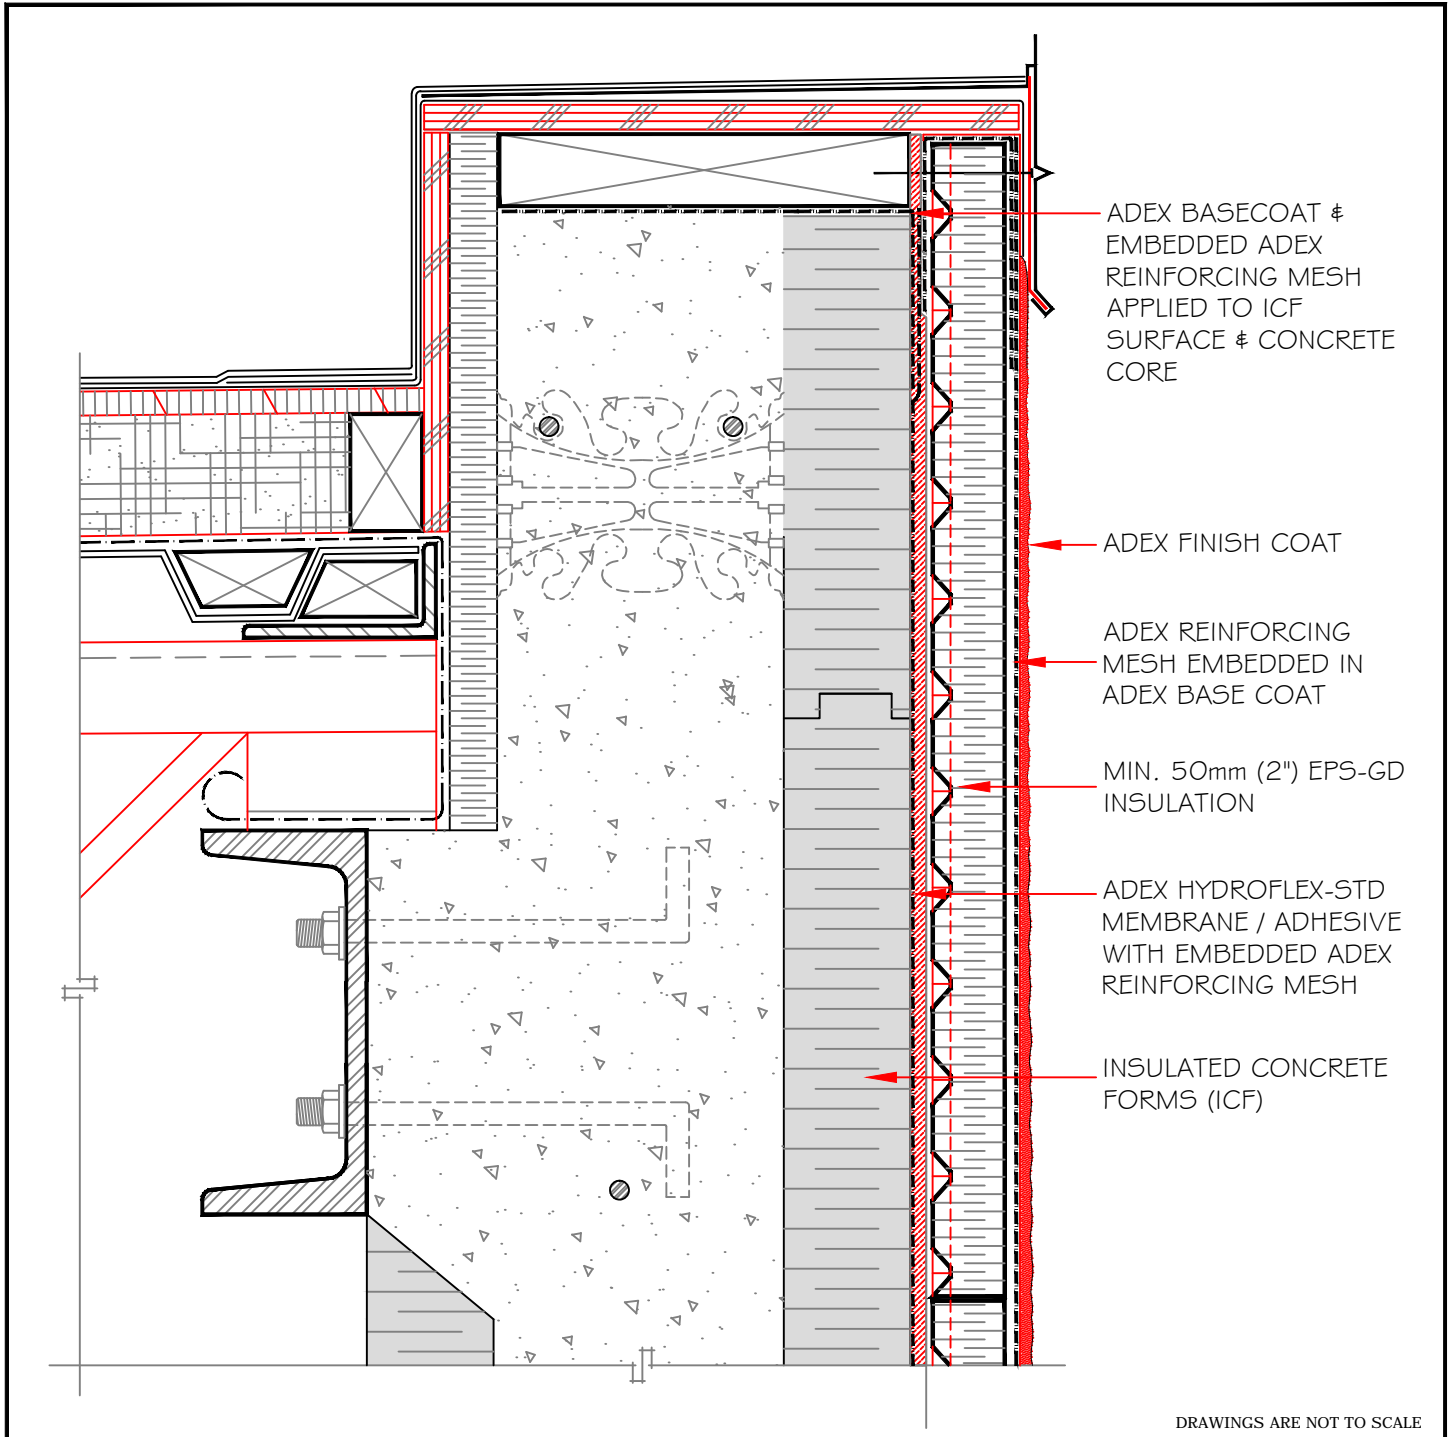 ADEX BASECOAT &
EMBEDDED ADEX
REINFORCING MESH
APPLIED TO ICF
SURFACE & CONCRETE
CORE
ADEX FINISH COAT
ADEX REINFORCING
MESH EMBEDDED IN
ADEX BASE COAT
MIN. 50mm (2") EPS-GD
INSULATION
ADEX HYDROFLEX-STD
MEMBRANE / ADHESIVE
WITH EMBEDDED ADEX
REINFORCING MESH
INSULATED CONCRETE
FORMS (ICF)
DRAWINGS ARE NOT TO SCALE